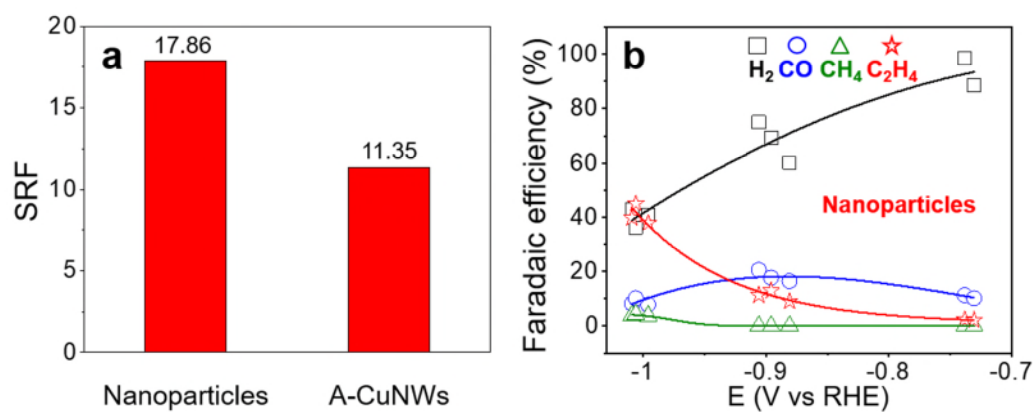 a
20
15
10
5
0
SRF
17.86
11.35
Nanoparticles
A-CuNWs
b
H₂ CO CH₄ C₂H₄
Nanoparticles
100
80
60
40
20
0
Faradaic efficiency (%)
-1
-0.9
-0.8
-0.7
E (V vs RHE)